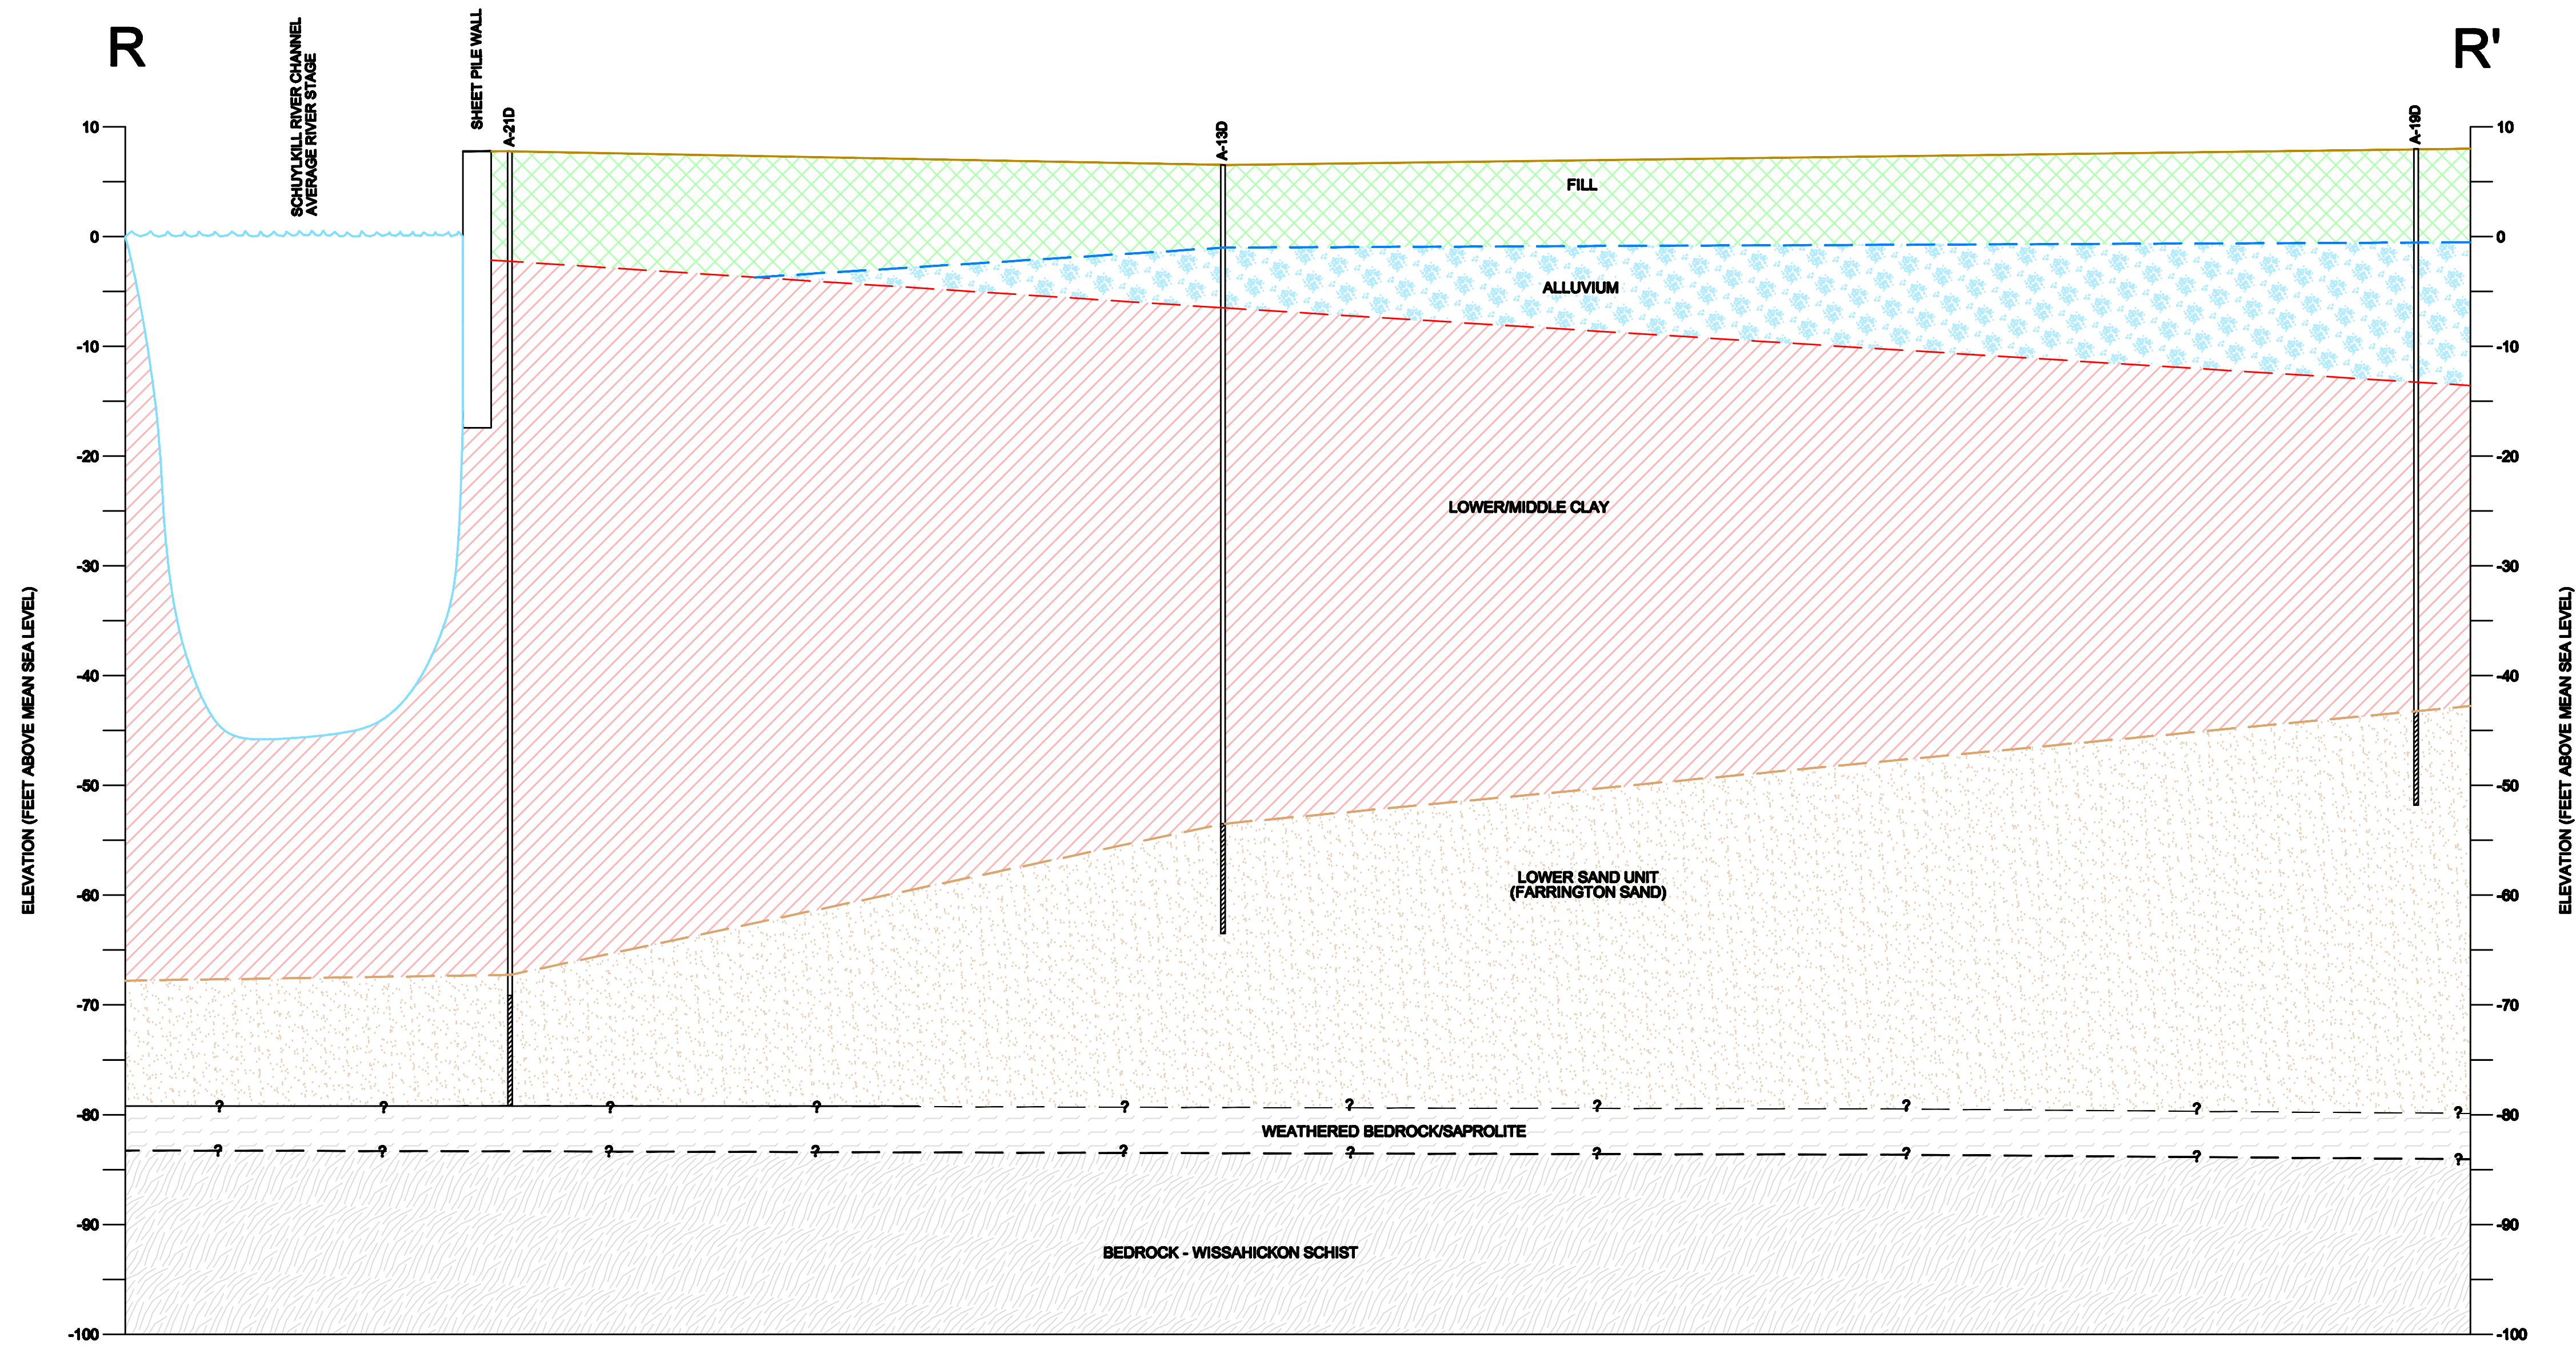 R
R'
SCHUYLKILL RIVER CHANNEL
AVERAGE RIVER STAGE
SHEET PILE WALL
A-21D
A-13D
A-19D
10
0
-10
-20
-30
-40
-50
-60
-70
-80
-90
-100
ELEVATION (FEET ABOVE MEAN SEA LEVEL)
FILL
ALLUVIUM
LOWER/MIDDLE CLAY
LOWER SAND UNIT
(FARRINGTON SAND)
? ? ? ? ? ? ? ? ? ?
WEATHERED BEDROCK/SAPROLITE
? ? ? ? ? ? ? ? ? ?
BEDROCK - WISSAHICKON SCHIST
10
0
-10
-20
-30
-40
-50
-60
-70
-80
-90
-100
ELEVATION (FEET ABOVE MEAN SEA LEVEL)